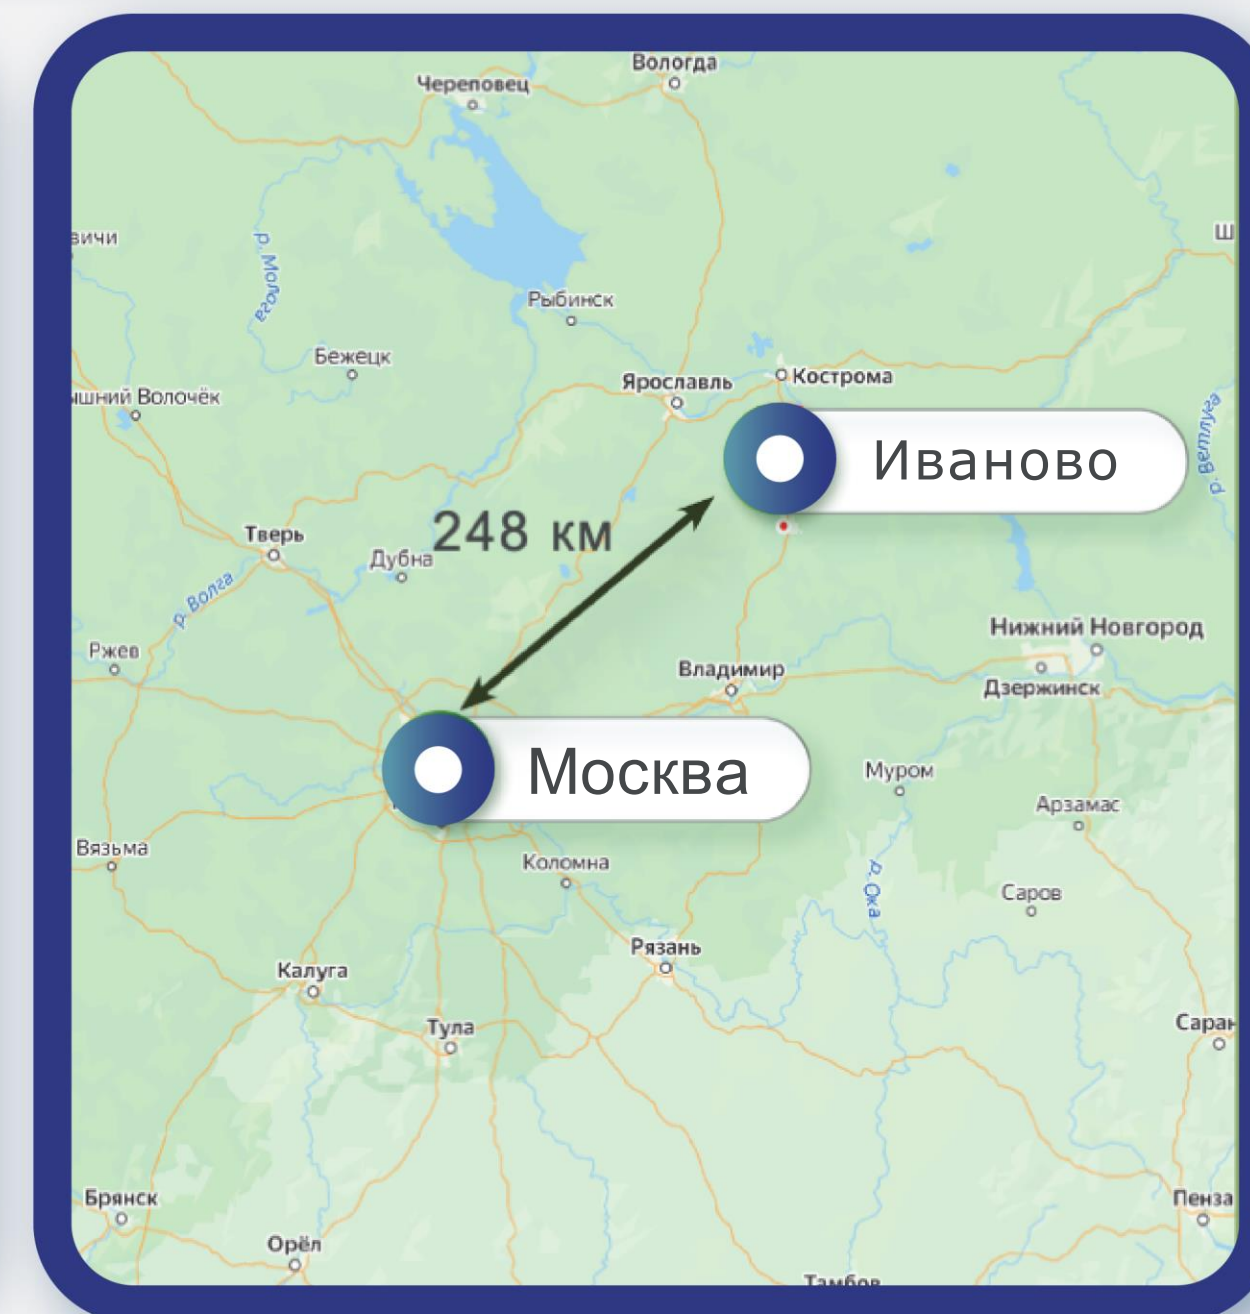 Вологда
Череповец
вичи
Ш
р. Молога
Рыбинск
Бежецк
Ярославль
Кострома
ышний Волочёк
р. Ветлуга
Иваново
248 км
Тверь
Дубна
р. Волга
Нижний Новгород
Ржев
Владимир
Дзержинск
Москва
Муром
Арзамас
Вязьма
Коломна
р. Ока
Саров
Рязань
Калуга
Саран
Тула
Брянск
Пенза
Орёл
Тамбов